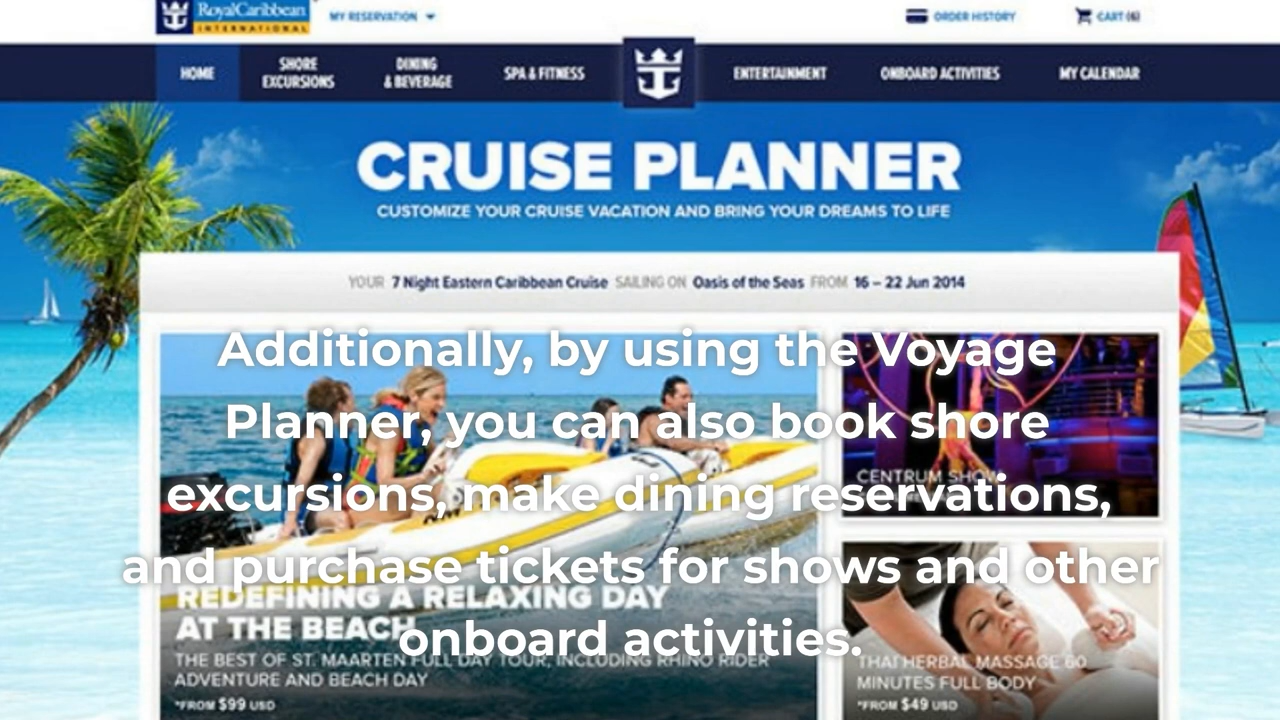 RoyalCaribbean
INTERNATIONAL
MY RESERVATION
ORDER HISTORY
CART (6)
HOME
SHORE
EXCURSIONS
DINING
& BEVERAGE
SPA & FITNESS
ENTERTAINMENT
ONBOARD ACTIVITIES
MY CALENDAR
CRUISE PLANNER
CUSTOMIZE YOUR CRUISE VACATION AND BRING YOUR DREAMS TO LIFE
YOUR 7 Night Eastern Caribbean Cruise SAILING ON Oasis of the Seas FROM 16 – 22 Jun 2014
Additionally, by using the Voyage
Planner, you can also book shore
excursions, make dining reservations,
and purchase tickets for shows and other
onboard activities.
CENTRUM SHOW
REDEFINING A RELAXING DAY
AT THE BEACH
THE BEST OF ST. MAARTEN FULL DAY TOUR, INCLUDING RHINO RIDER
ADVENTURE AND BEACH DAY
*FROM $99 USD
THAI HERBAL MASSAGE 60
MINUTES FULL BODY
*FROM $49 USD